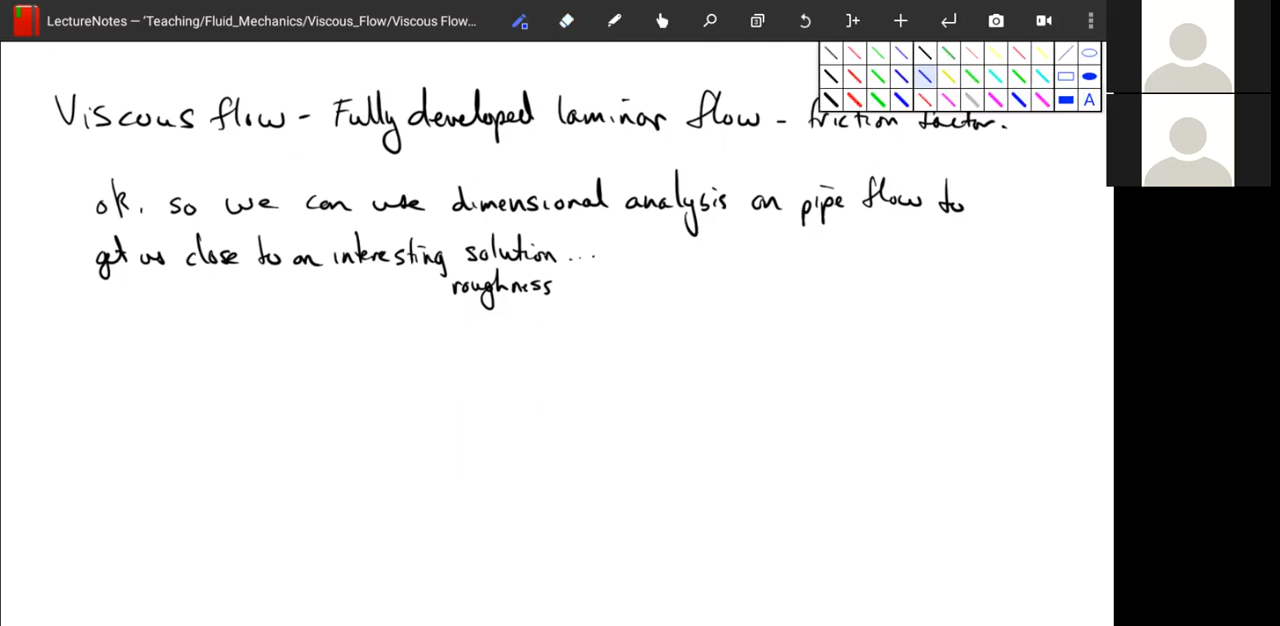 LectureNotes — ‘Teaching/Fluid_Mechanics/Viscous_Flow/Viscous Flow...
Viscous flow - Fully developed laminar flow - friction factor.
ok, so we can use dimensional analysis on pipe flow to
get us close to an interesting solution ...
roughness
A